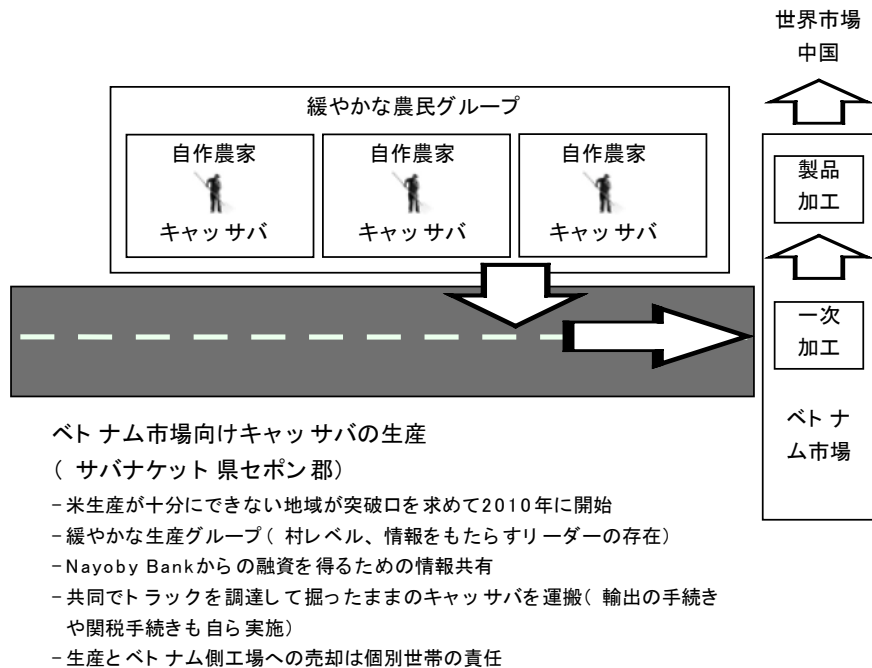 世界市場
中国
緩やかな農民グループ
自作農家
キャッサバ
自作農家
キャッサバ
自作農家
キャッサバ
製品
加工
一次
加工
ベトナ
ム市場
ベトナム市場向けキャッサバの生産
(サバナケット県セポン郡)
-米生産が十分にできない地域が突破口を求めて2010年に開始
-緩やかな生産グループ(村レベル、情報をもたらすリーダーの存在)
-Nayoby Bankからの融資を得るための情報共有
-共同でトラックを調達して掘ったままのキャッサバを運搬(輸出の手続き
や関税手続きも自ら実施)
-生産とベトナム側工場への売却は個別世帯の責任